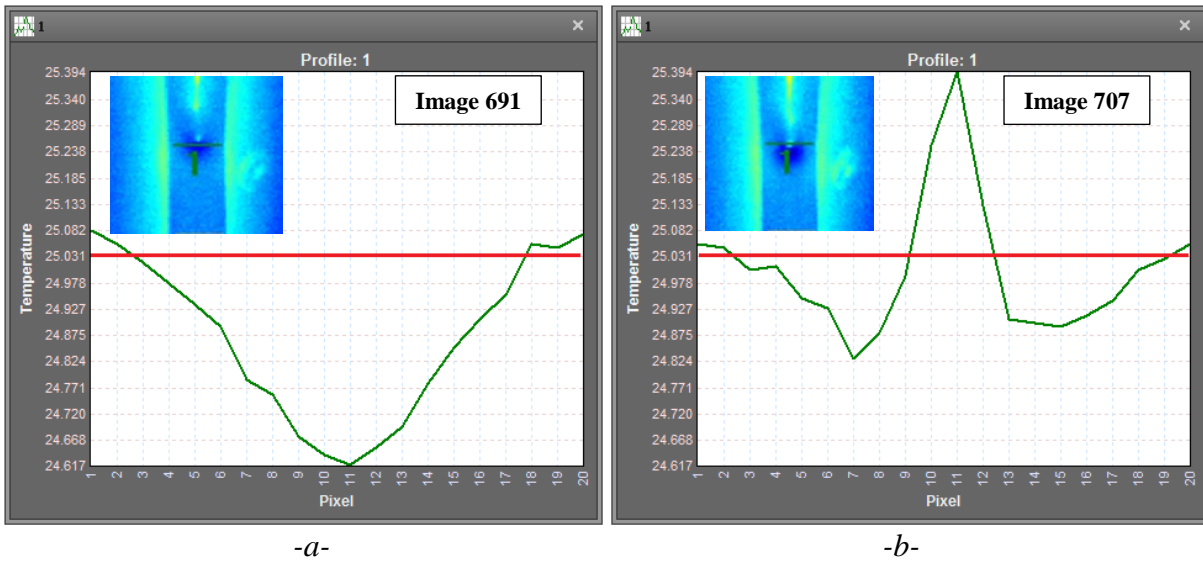 1
Profile: 1
Image 691
Temperature
25.394
25.340
25.289
25.238
25.185
25.133
25.082
25.031
24.978
24.927
24.875
24.824
24.771
24.720
24.668
24.617
1 2 3 4 5 6 7 8 9 10 11 12 13 14 15 16 17 18 19 20
Pixel
-a-
1
Profile: 1
Image 707
Temperature
25.394
25.340
25.289
25.238
25.185
25.133
25.082
25.031
24.978
24.927
24.875
24.824
24.771
24.720
24.668
24.617
1 2 3 4 5 6 7 8 9 10 11 12 13 14 15 16 17 18 19 20
Pixel
-b-